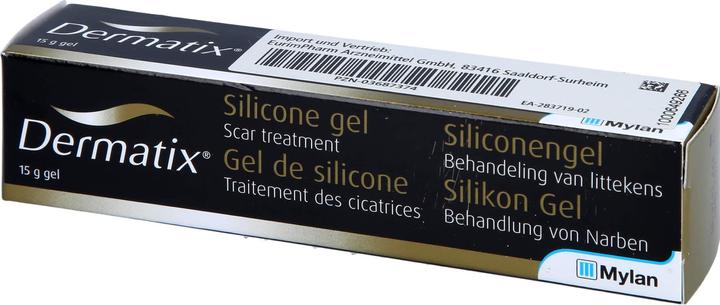 Dermatix®
15 g gel
Import und Vertrieb:
EurimPharm Arzneimittel GmbH, 83416 Saaldorf-Surheim
PZN-03687374
EA-283719-02
Mylan
Dermatix®
15 g gel
Silicone gel
Scar treatment
Gel de silicone
Traitement des cicatrices
Siliconengel
Behandeling van littekens
Silikon Gel
Behandlung von Narben
Mylan